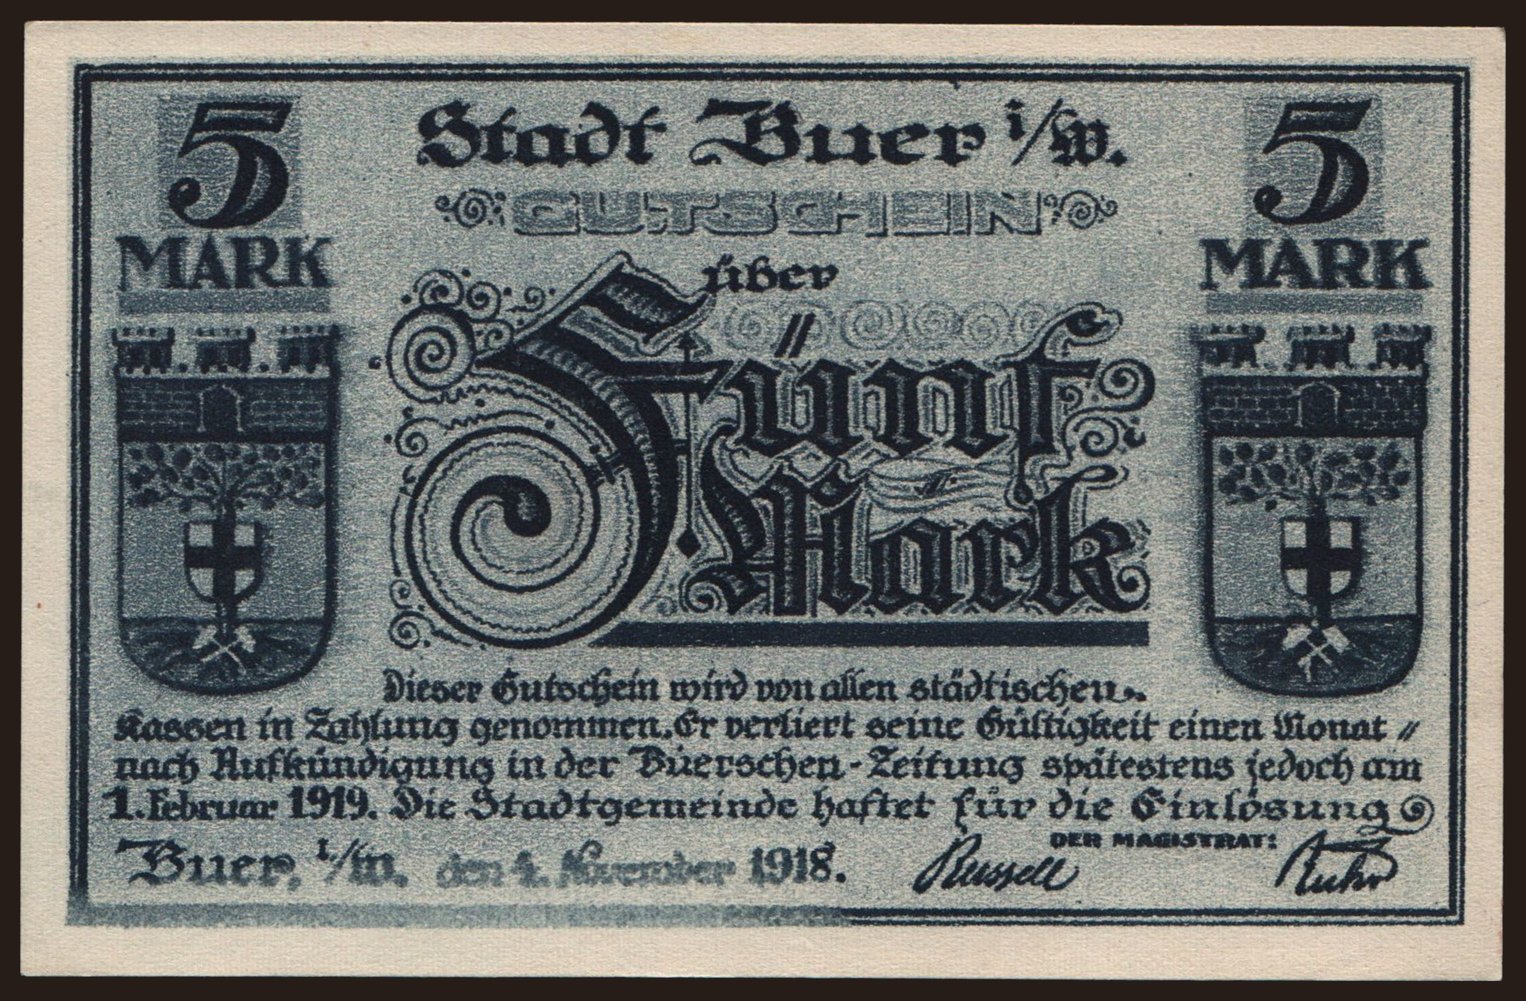 5 MARK
Stadt Buer i/W.
5 MARK
GUTSCHEIN
über
Fünf
Mark
Dieser Gutschein wird von allen städtischen
Kassen in Zahlung genommen. Er verliert seine Gültigkeit einen Monat
nach Aufkündigung in der Buerschen-Zeitung spätestens jedoch am
1. Februar 1919. Die Stadtgemeinde haftet für die Einlösung
DER MAGISTRAT:
Buer, i/W. den 4. November 1918. Russell Ruhr